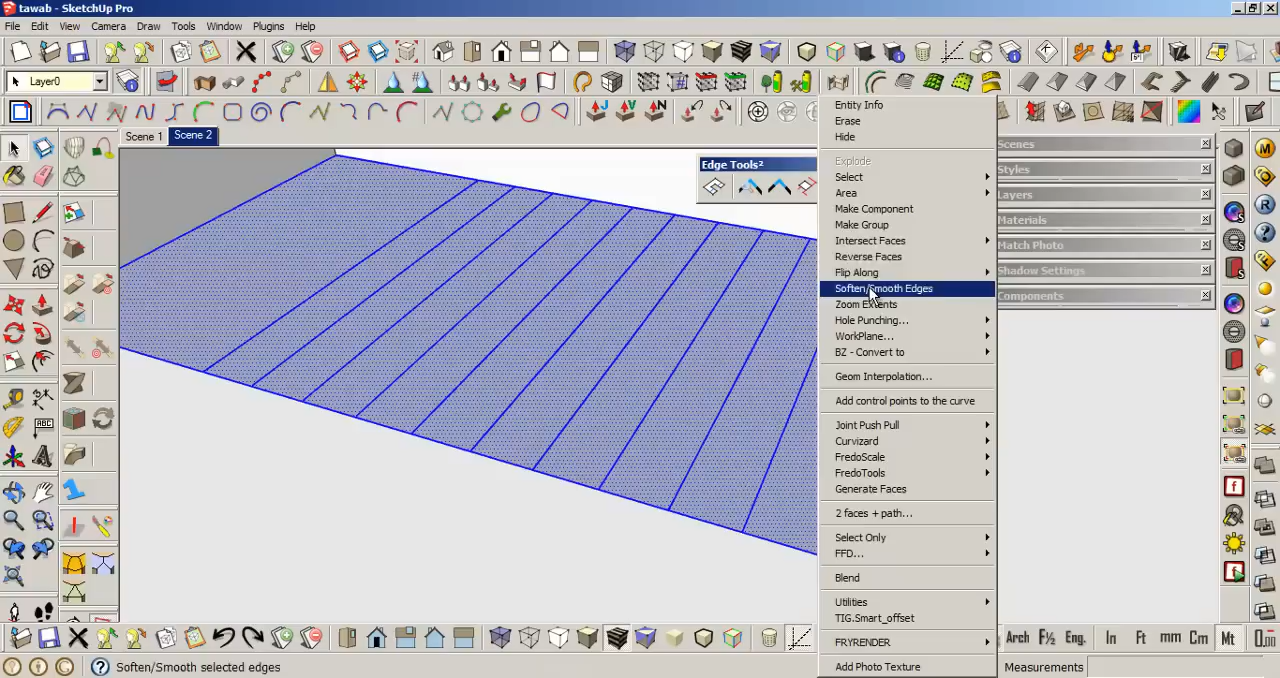 tawab - SketchUp Pro
File Edit View Camera Draw Tools Window Plugins Help
Layer0
Scene 1 Scene 2
Edge Tools²
Entity Info
Erase
Hide
Explode
Select
Area
Make Component
Make Group
Intersect Faces
Reverse Faces
Flip Along
Soften/Smooth Edges
Zoom Extents
Hole Punching...
WorkPlane...
BZ - Convert to
Geom Interpolation...
Add control points to the curve
Joint Push Pull
Curvizard
FredoScale
FredoTools
Generate Faces
2 faces + path...
Select Only
FFD...
Blend
Utilities
TIG.Smart_offset
FRYRENDER
Add Photo Texture
Scenes
Styles
Layers
Materials
Match Photo
Shadow Settings
Components
Arch F½ Eng. In Ft mm Cm Mt
Soften/Smooth selected edges
Measurements